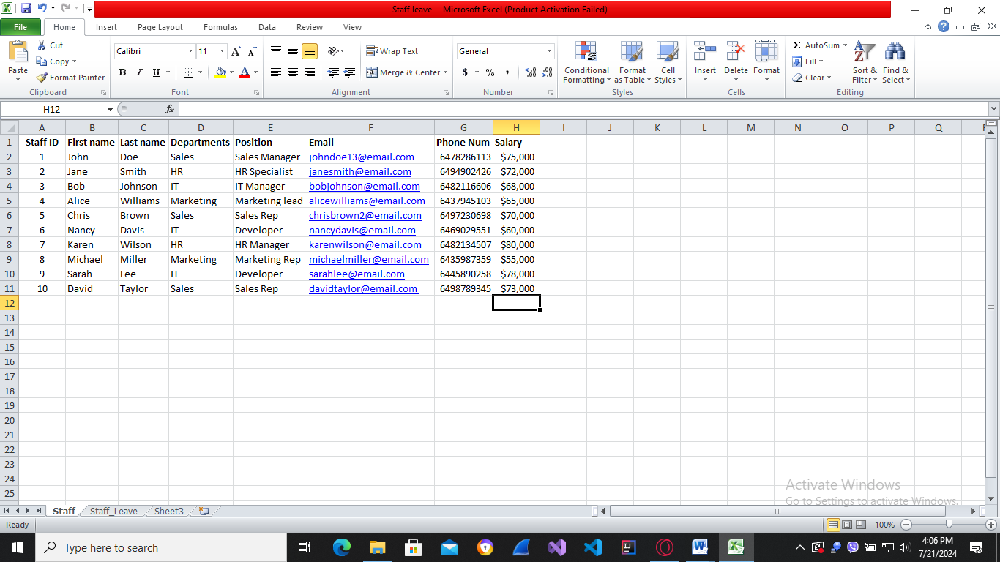 Staff leave - Microsoft Excel (Product Activation Failed)
File Home Insert Page Layout Formulas Data Review View
Paste Cut Copy Format Painter Clipboard
Calibri 11 B I U A A A Font
Wrap Text Merge & Center Alignment
General $ % , .0 .00 .00 .0 Number
Conditional Formatting Format as Table Cell Styles Styles
Insert Delete Format Cells
Σ AutoSum Fill Clear Sort & Filter Find & Select Editing
H12 fx
A B C D E F G H I J K L M N O P Q
1 Staff ID First name Last name Departments Position Email Phone Num Salary
2 1 John Doe Sales Sales Manager johndoe13@email.com 6478286113 $75,000
3 2 Jane Smith HR HR Specialist janesmith@email.com 6494902426 $72,000
4 3 Bob Johnson IT IT Manager bobjohnson@email.com 6482116606 $68,000
5 4 Alice Williams Marketing Marketing lead alicewilliams@email.com 6437945103 $65,000
6 5 Chris Brown Sales Sales Rep chrisbrown2@email.com 6497230698 $70,000
7 6 Nancy Davis IT Developer nancydavis@email.com 6469029551 $60,000
8 7 Karen Wilson HR HR Manager karenwilson@email.com 6482134507 $80,000
9 8 Michael Miller Marketing Marketing Rep michaelmiller@email.com 6435987359 $55,000
10 9 Sarah Lee IT Developer sarahlee@email.com 6445890258 $78,000
11 10 David Taylor Sales Sales Rep davidtaylor@email.com 6498789345 $73,000
12
13
14
15
16
17
18
19
20
21
22
23
24
25
Activate Windows
Go to Settings to activate Windows.
Staff Staff_Leave Sheet3
Ready 100%
Type here to search
4:06 PM
7/21/2024